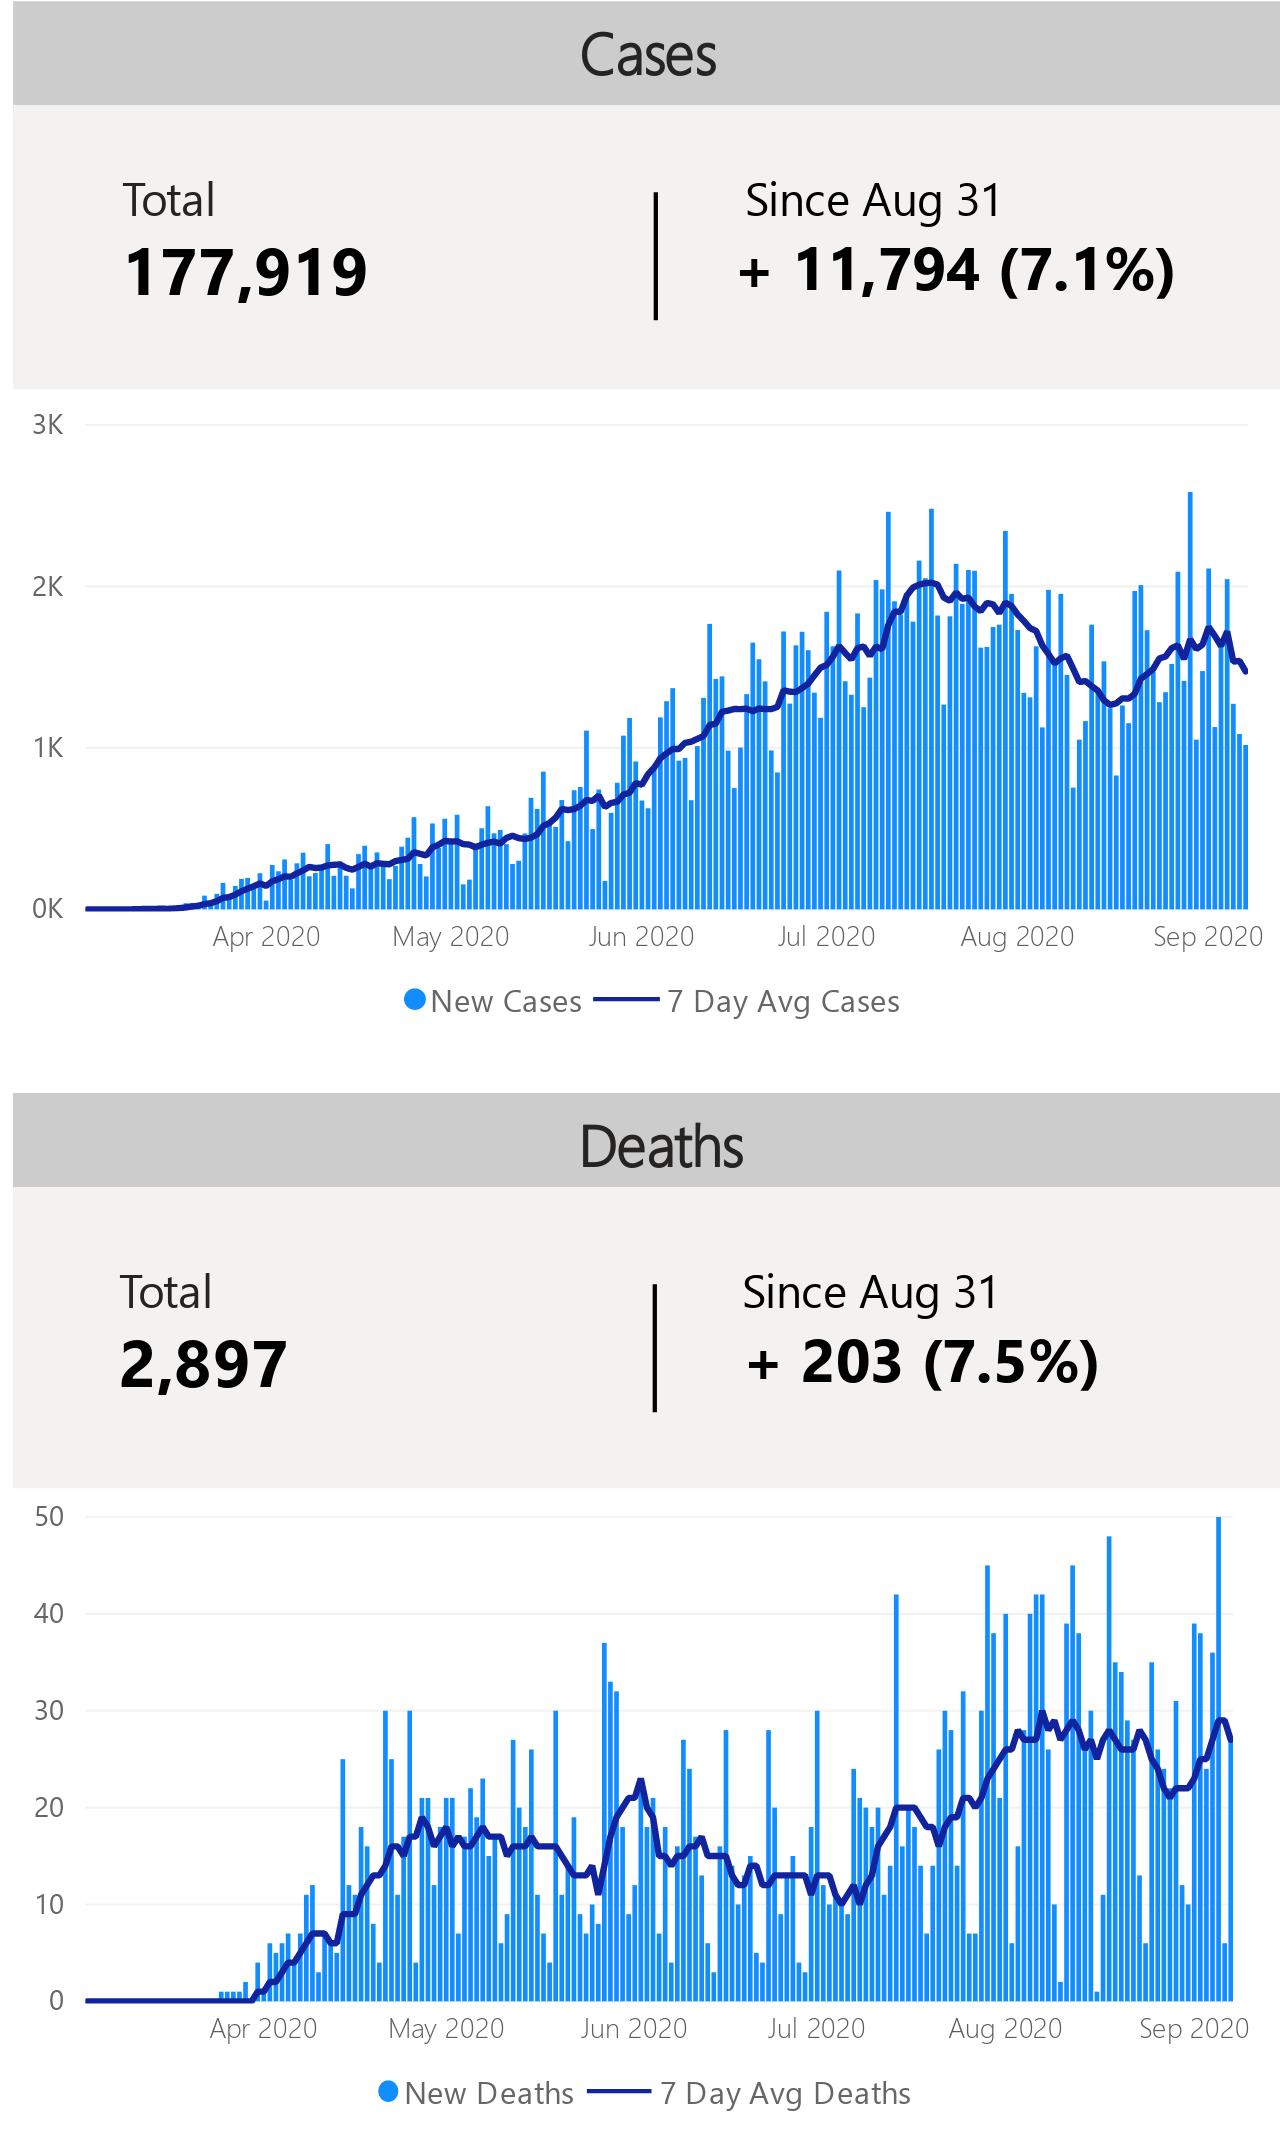 Cases
Total
Since Aug 31
177,919
+ 11,794 (7.1%)
3K
2K
1K
0K
Apr 2020 May 2020 Jun 2020 Jul 2020 Aug 2020 Sep 2020
New Cases 7 Day Avg Cases
Deaths
Total
Since Aug 31
2,897
+ 203 (7.5%)
50
40
30
20
10
0
Apr 2020 May 2020 Jun 2020 Jul 2020 Aug 2020 Sep 2020
New Deaths 7 Day Avg Deaths